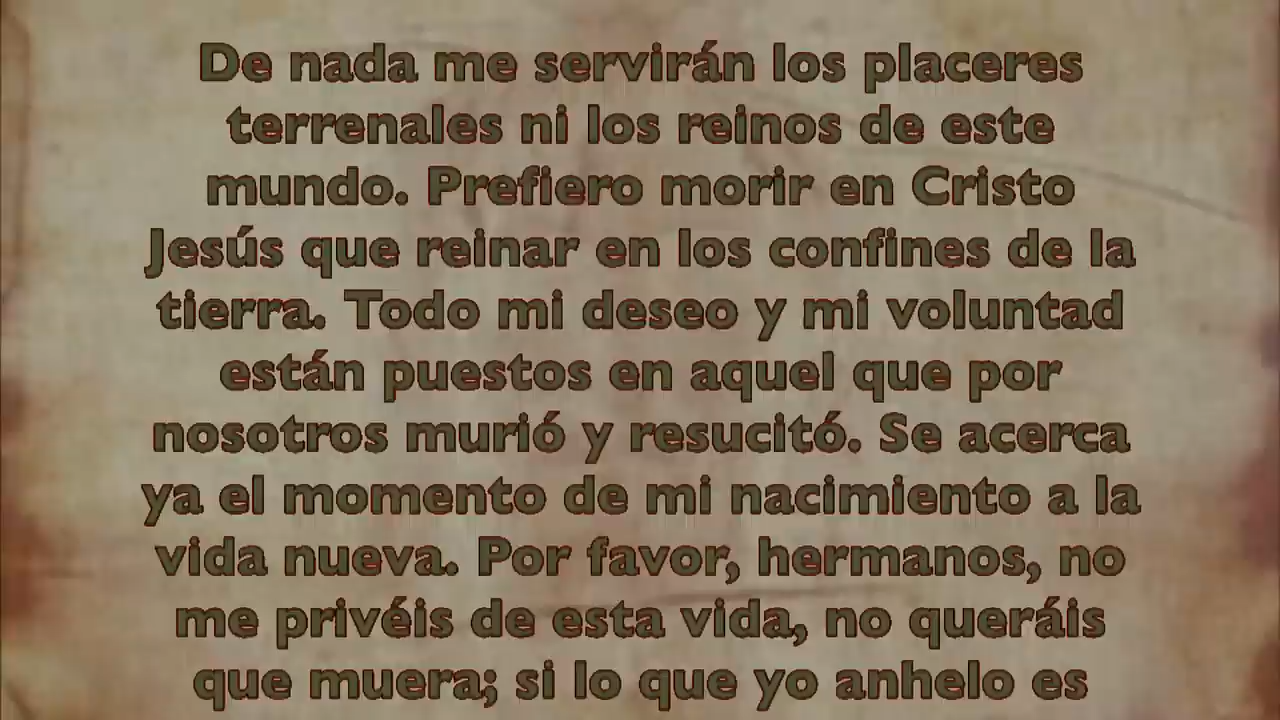 De nada me servirán los placeres
terrenales ni los reinos de este
mundo. Prefiero morir en Cristo
Jesús que reinar en los confines de la
tierra. Todo mi deseo y mi voluntad
están puestos en aquel que por
nosotros murió y resucitó. Se acerca
ya el momento de mi nacimiento a la
vida nueva. Por favor, hermanos, no
me privéis de esta vida, no queráis
que muera; si lo que yo anhelo es